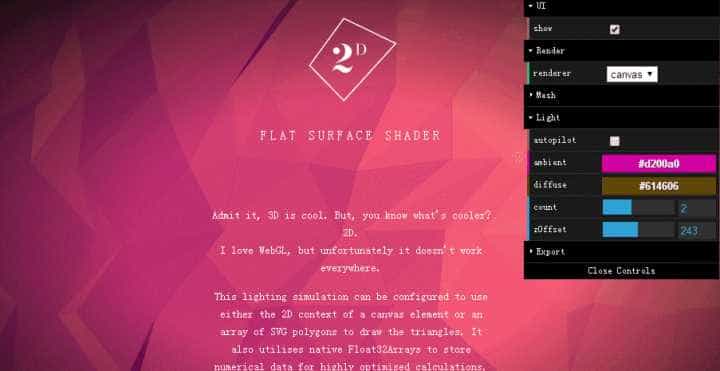 2D
FLAT SURFACE SHADER
Admit it, 3D is cool. But, you know what's cooler?
2D.
I love WebGL, but unfortunately it doesn't work
everywhere.
This lighting simulation can be configured to use
either the 2D context of a canvas element or an
array of SVG polygons to draw the triangles. It
also utilises native Float32Arrays to store
numerical data for highly optimised calculations.
UI
show
Render
renderer canvas
Mesh
Light
autopilot
ambient #d200a0
diffuse #614606
count 2
zOffset 243
Export
Close Controls